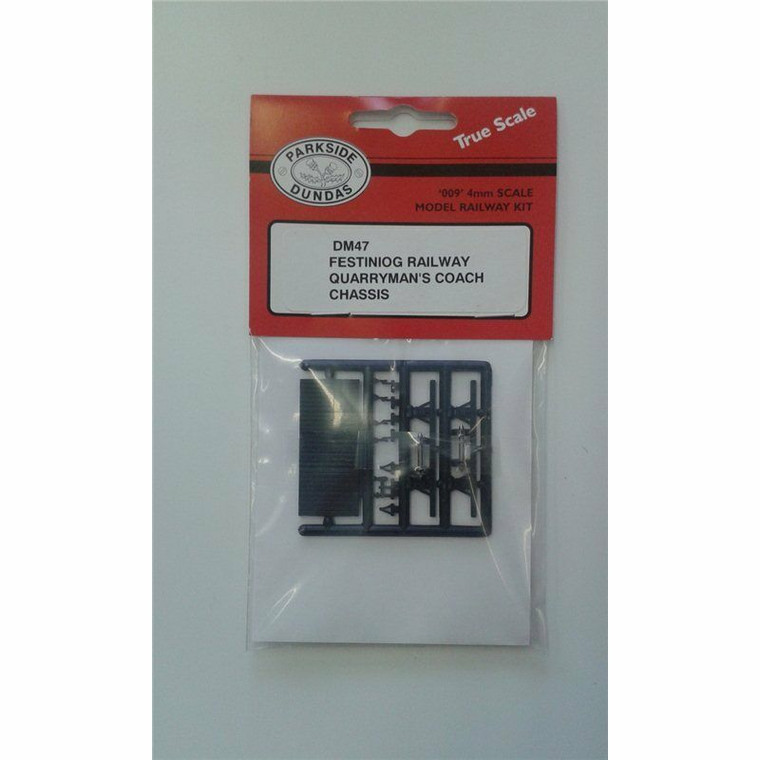 True Scale
PARKSIDE
DUNDAS
'009' 4mm SCALE
MODEL RAILWAY KIT
DM47
FESTINIOG RAILWAY
QUARRYMAN'S COACH
CHASSIS